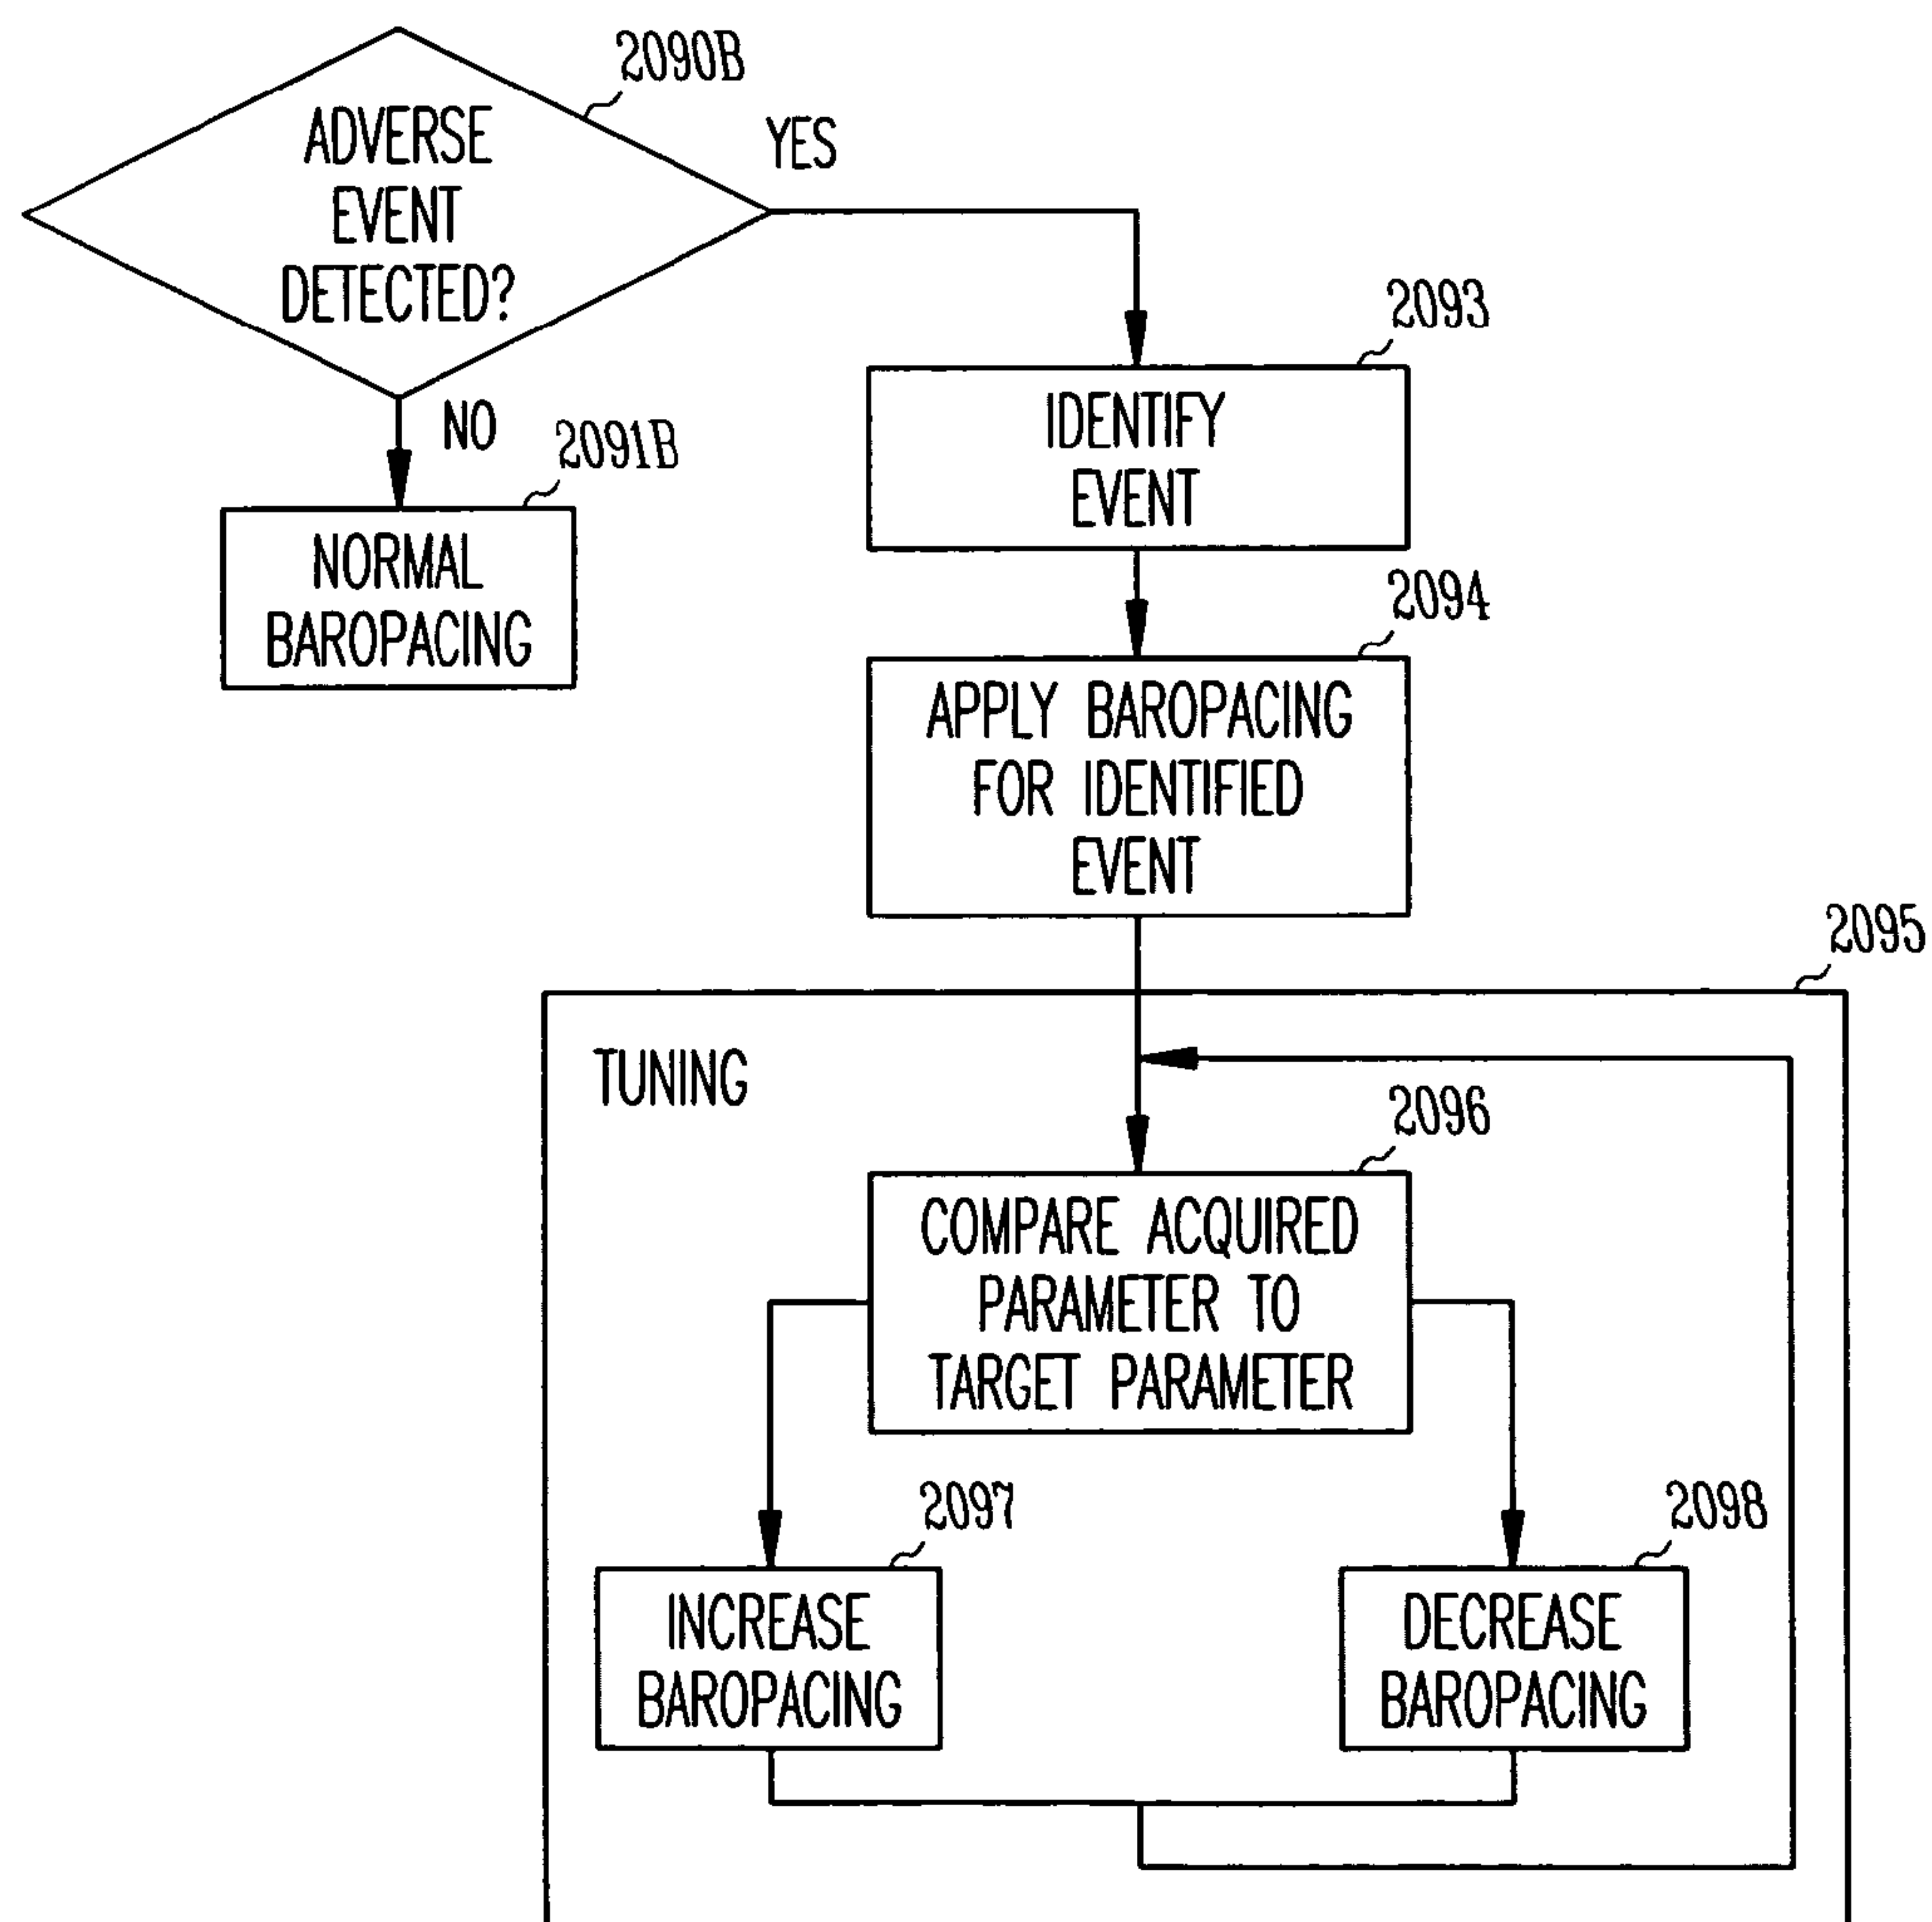 2090B
ADVERSE
EVENT
DETECTED?
YES
NO
2091B
NORMAL
BAROPACING
2093
IDENTIFY
EVENT
2094
APPLY BAROPACING
FOR IDENTIFIED
EVENT
2095
TUNING
2096
COMPARE ACQUIRED
PARAMETER TO
TARGET PARAMETER
2097
INCREASE
BAROPACING
2098
DECREASE
BAROPACING